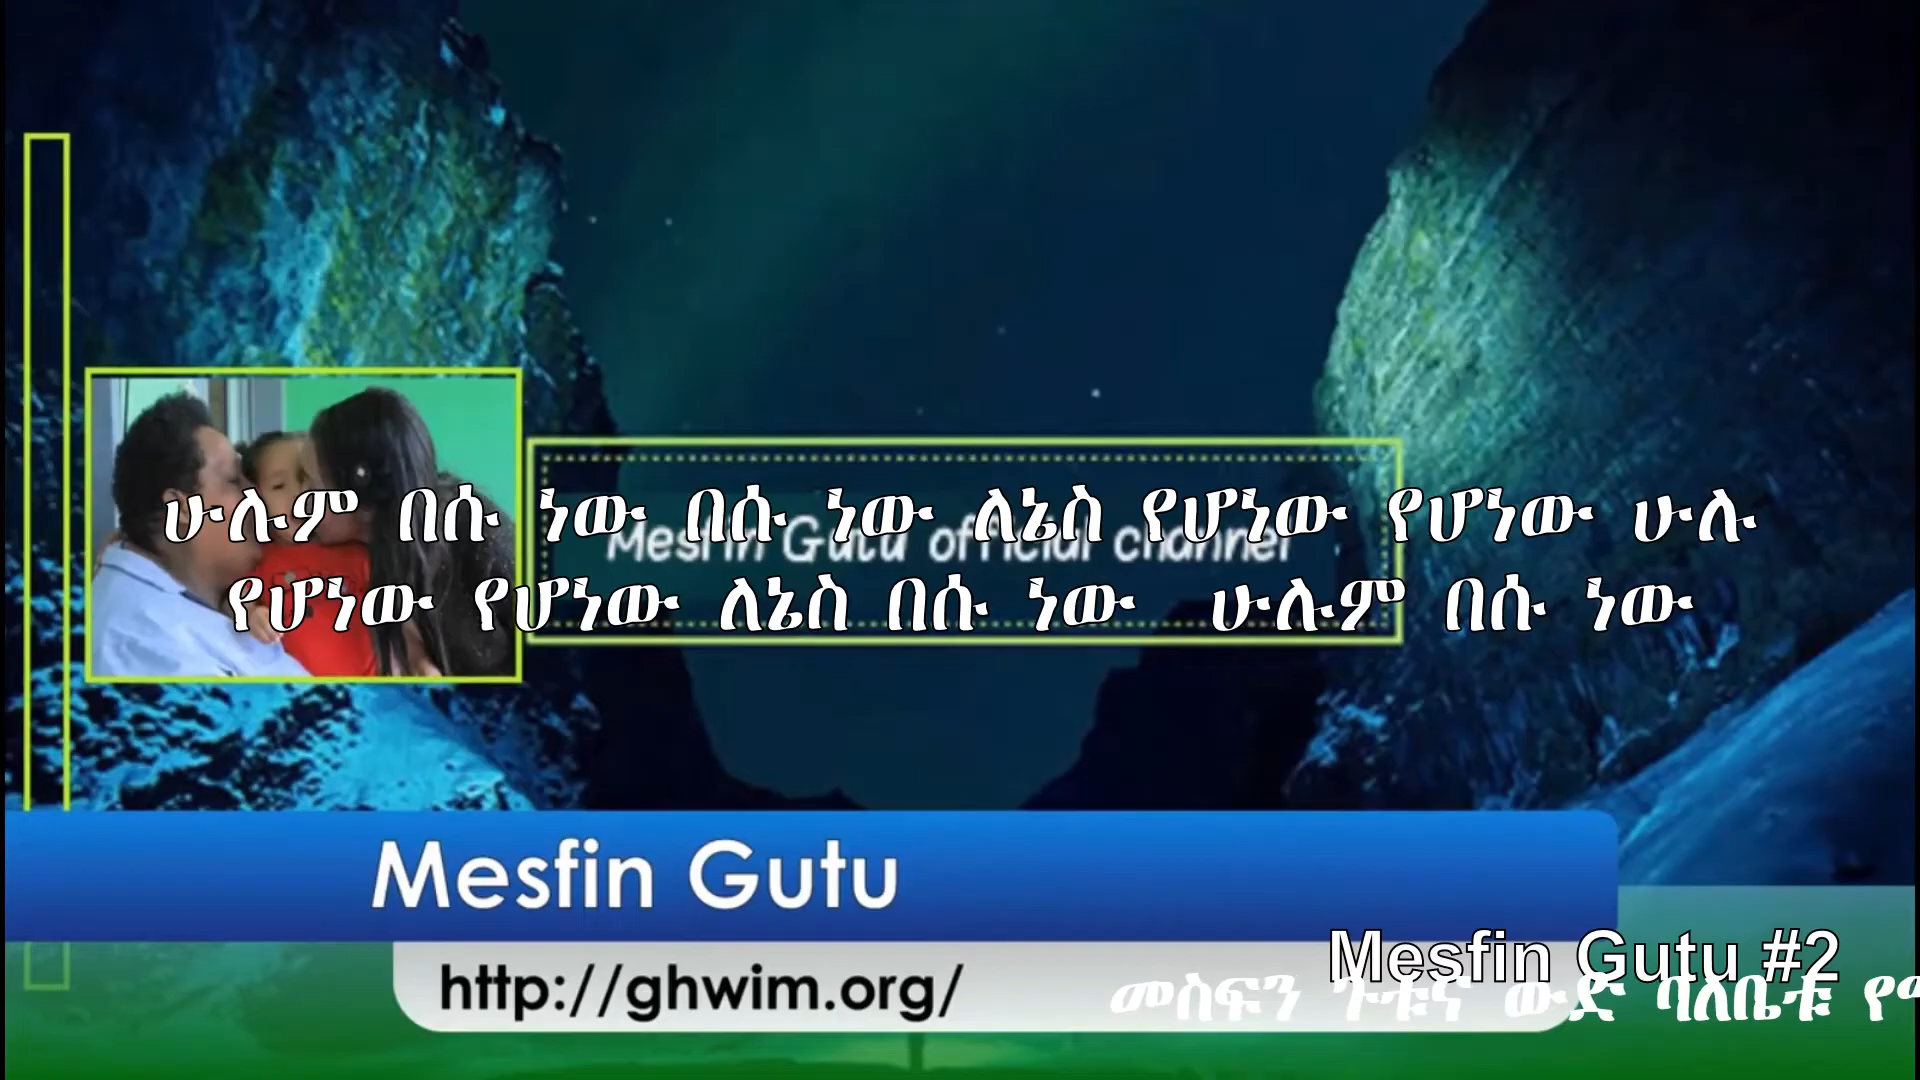 ሁሉም በሱ ነው በሱ ነው ለኔስ የሆነው የሆነው ሁሉ
Mesfin Gutu official channel
የሆነው የሆነው ለኔስ በሱ ነው ሁሉም በሱ ነው
Mesfin Gutu
Mesfin Gutu #2
http://ghwim.org/
መስፍን ጉቱና ውድ ባለቤቱ